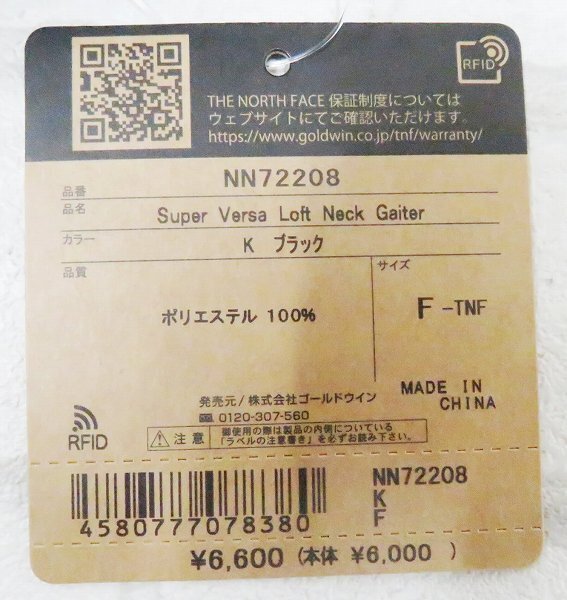 RFID
THE NORTH FACE 保証制度については
ウェブサイトにてご確認いただけます。
https://www.goldwin.co.jp/tnf/warranty/
品番 NN72208
品名 Super Versa Loft Neck Gaiter
カラー K ブラック
品質 サイズ
ポリエステル 100% F -TNF
発売元/株式会社ゴールドウイン
0120-307-560
MADE IN
CHINA
RFID
注意 御使用の際は製品の内側についている
「ラベルの注意書き」を必ずお読み下さい。
NN72208
K
F
4580777078380
¥6,600 (本体 ¥6,000 )